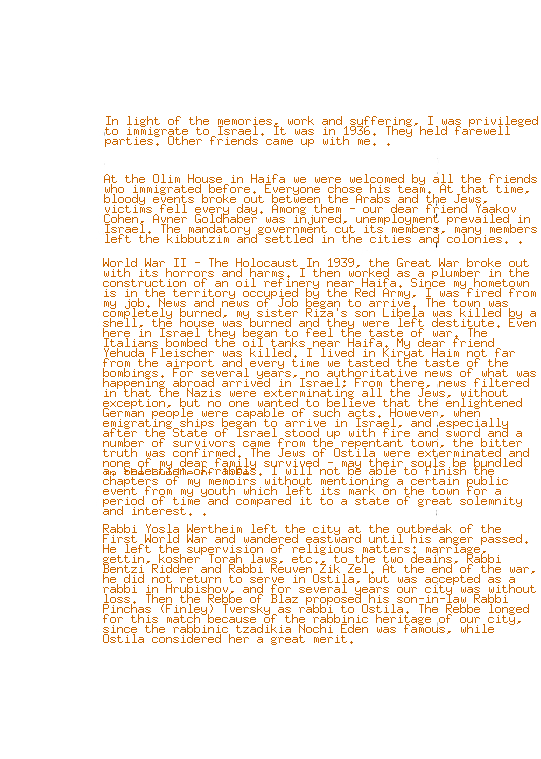 In light of the memories, work and suffering, I was privileged
to immigrate to Israel. It was in 1936. They held farewell
parties. Other friends came up with me. .
At the Olim House in Haifa we were welcomed by all the friends
who immigrated before. Everyone chose his team. At that time,
bloody events broke out between the Arabs and the Jews,
victims fell every day. Among them - our dear friend Yaakov
Cohen, Avner Goldhaber was injured, unemployment prevailed in
Israel. The mandatory government cut its members, many members
left the kibbutzim and settled in the cities and colonies. .
World War II - The Holocaust In 1939, the Great War broke out
with its horrors and harms. I then worked as a plumber in the
construction of an oil refinery near Haifa. Since my hometown
is in the territory occupied by the Red Army, I was fired from
my job. News and news of Job began to arrive. The town was
completely burned, my sister Riza's son Libela was killed by a
shell, the house was burned and they were left destitute. Even
here in Israel they began to feel the taste of war. The
Italians bombed the oil tanks near Haifa. My dear friend
Yehuda Fleischer was killed. I lived in Kiryat Haim not far
from the airport and every time we tasted the taste of the
bombings. For several years, no authoritative news of what was
happening abroad arrived in Israel; From there, news filtered
in that the Nazis were exterminating all the Jews, without
exception, but no one wanted to believe that the enlightened
German people were capable of such acts. However, when
emigrating ships began to arrive in Israel, and especially
after the State of Israel stood up with fire and sword and a
number of survivors came from the repentant town, the bitter
truth was confirmed. The Jews of Ostila were exterminated and
none of my dear family survived - may their souls be bundled
I will not be able to finish the
chapters of my memoirs without mentioning a certain public
event from my youth which left its mark on the town for a
period of time and compared it to a state of great solemnity
and interest. .
Rabbi Yosla Wertheim left the city at the outbreak of the
First World War and wandered eastward until his anger passed.
He left the supervision of religious matters: marriage,
gettin, kosher Torah laws, etc., to the two deains, Rabbi
Bentzi Ridder and Rabbi Reuven Zik Zel. At the end of the war,
he did not return to serve in Ostila, but was accepted as a
rabbi in Hrubishov, and for several years our city was without
loss. Then the Rebbe of Blaz proposed his son-in-law Rabbi
Pinchas (Finley) Tversky as rabbi to Ostila. The Rebbe longed
for this match because of the rabbinic heritage of our city,
since the rabbinic tzadikia Nochi Eden was famous, while
Ostila considered her a great merit.